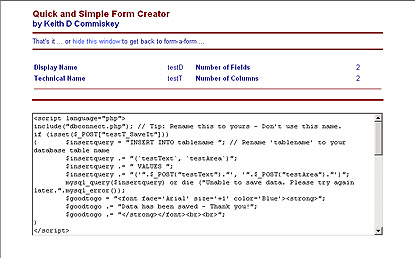 Quick and Simple Form Creator
by Keith D Commiskey
That's it ... or hide this window to get back to form-a-form ...
Display Name testD Number of Fields 2
Technical Name testT Number of Columns 2
<script language="php">
include("dbconnect.php"); // Tip: Rename this to yours - Don't use this name.
if (isset($_POST["testT_SaveIt"]))
{ $insertquery = "INSERT INTO tablename "; // Rename 'tablename' to your
database table name
$insertquery .= "(`testText`, `testArea`)";
$insertquery .= " VALUES ";
$insertquery .= "('".$_POST["testText"]."', '".$_POST["testArea"]."')";
mysql_query($insertquery) or die ("Unable to save data. Please try again
later.".mysql_error());
$goodtogo = "<font face='Arial' size='+1' color='Blue'><strong>";
$goodtogo .= "Data has been saved - Thank you!";
$goodtogo .= "</strong></font><br><br>";
}
</script>